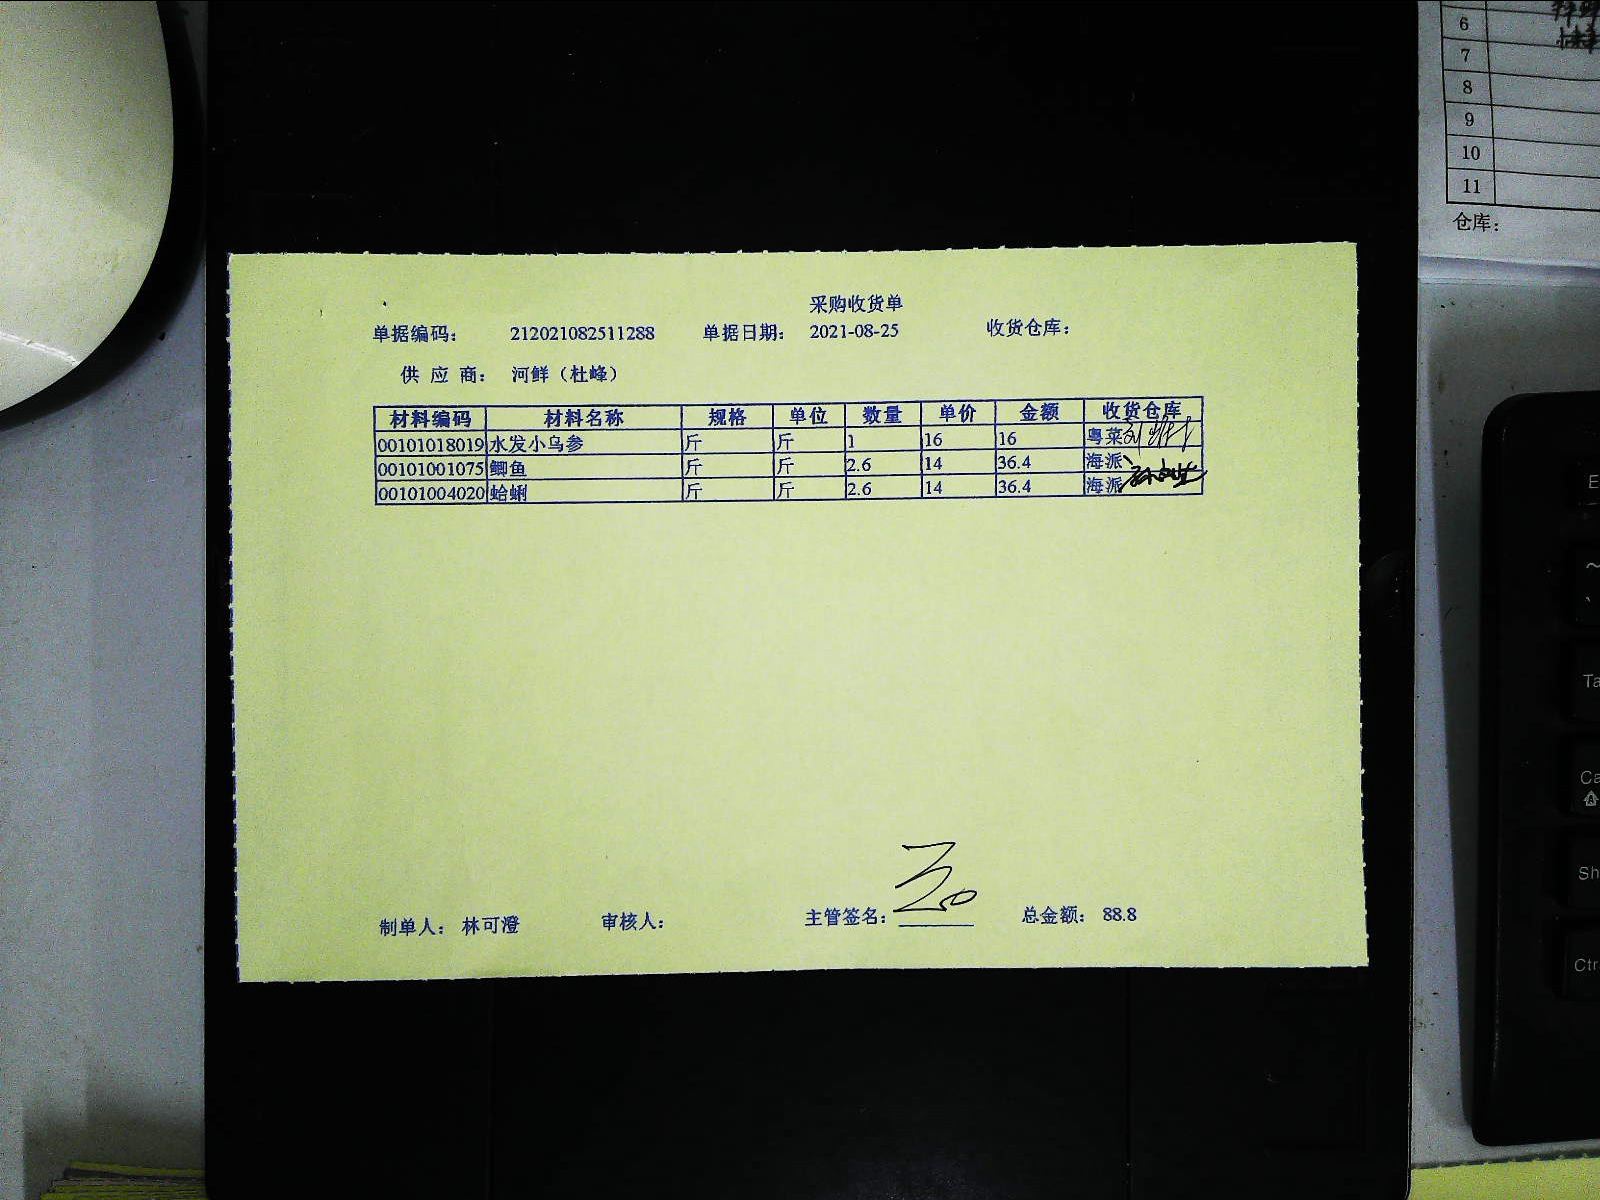 采购收货单
单据编码： 212021082511288 单据日期： 2021-08-25 收货仓库：
供 应 商： 河鲜（杜峰）
材料编码 材料名称 规格 单位 数量 单价 金额 收货仓库
00101018019 水发小乌参 斤 斤 1 16 16 粤菜
00101001075 鲫鱼 斤 斤 2.6 14 36.4 海派
00101004020 蛤蜊 斤 斤 2.6 14 36.4 海派
制单人： 林可澄 审核人： 主管签名： 总金额： 88.8
6
7
8
9
10
11
仓库：
E
~
、
Ta
Ca
Sh
Ctr